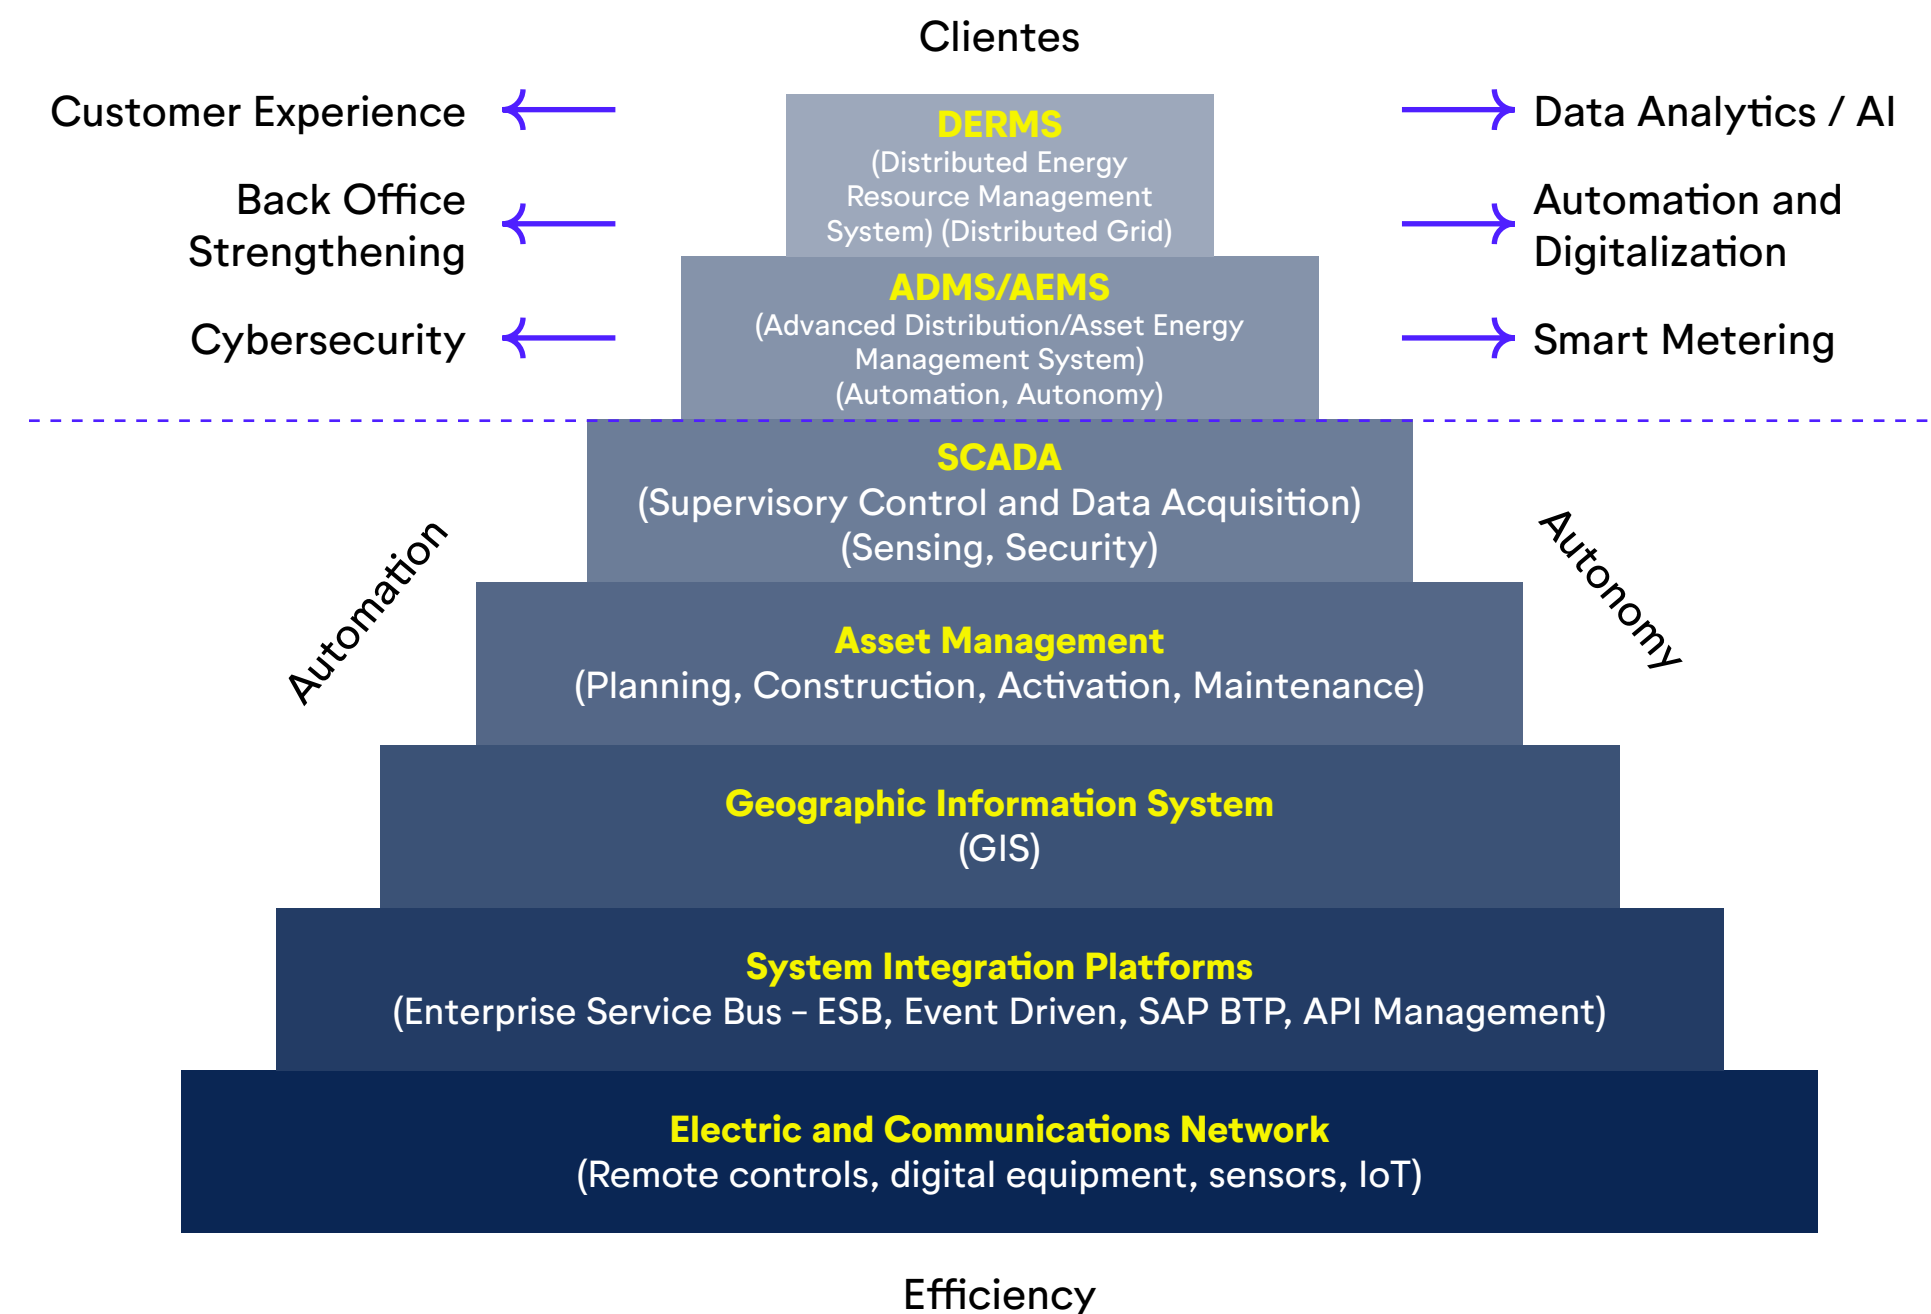 Clientes
Customer Experience
Back Office
Strengthening
Cybersecurity
DERMS
(Distributed Energy
Resource Management
System) (Distributed Grid)
ADMS/AEMS
(Advanced Distribution/Asset Energy
Management System)
(Automation, Autonomy)
Data Analytics / AI
Automation and
Digitalization
Smart Metering
Automation
SCADA
(Supervisory Control and Data Acquisition)
(Sensing, Security)
Autonomy
Asset Management
(Planning, Construction, Activation, Maintenance)
Geographic Information System
(GIS)
System Integration Platforms
(Enterprise Service Bus – ESB, Event Driven, SAP BTP, API Management)
Electric and Communications Network
(Remote controls, digital equipment, sensors, IoT)
Efficiency